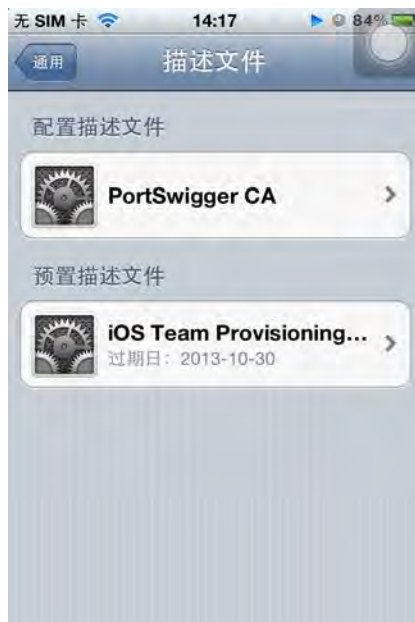 无 SIM 卡 14:17 84%
通用 描述文件
配置描述文件
PortSwigger CA
预置描述文件
iOS Team Provisioning...
过期日: 2013-10-30